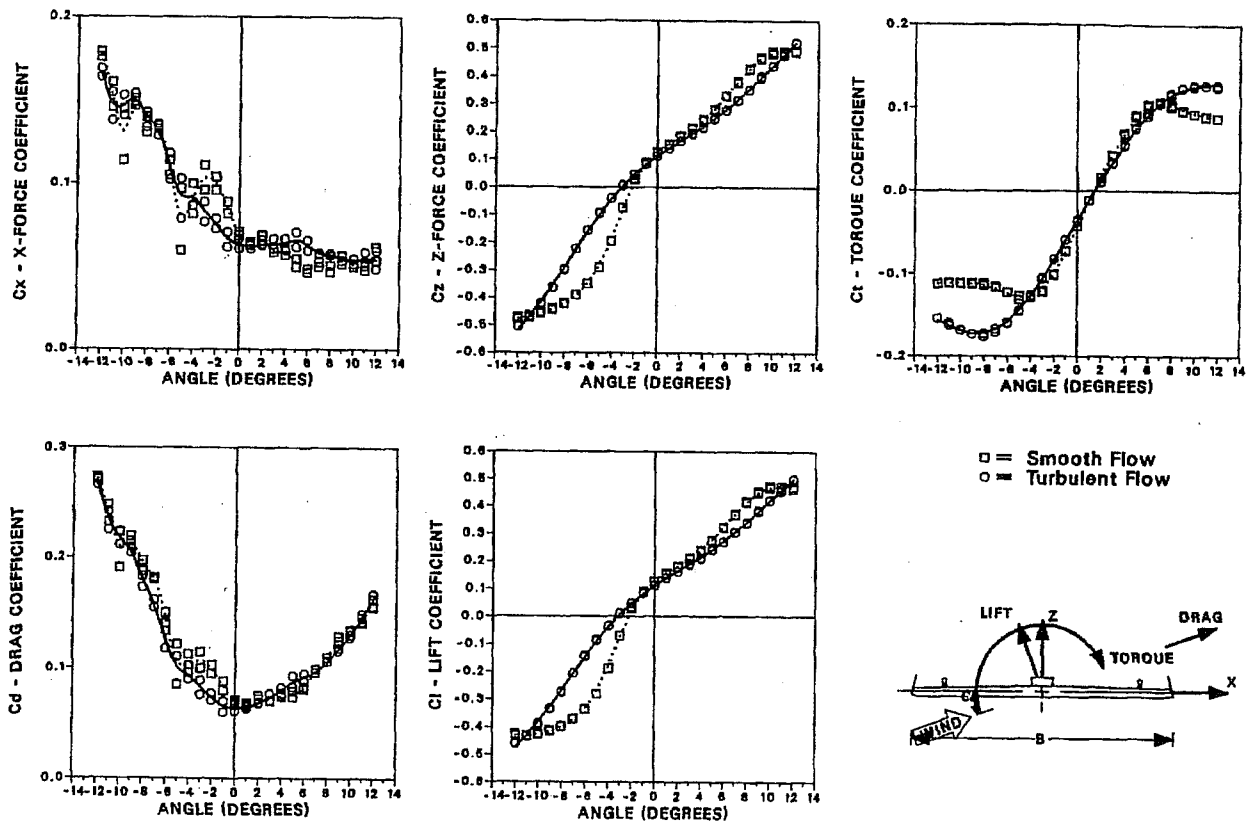 Cx - X-FORCE COEFFICIENT
0.2
0.1
0.0
-14 -12 -10 -8 -6 -4 -2 0 2 4 6 8 10 12 14
ANGLE (DEGREES)
Cz - Z-FORCE COEFFICIENT
0.6
0.5
0.4
0.3
0.2
0.1
0.0
-0.1
-0.2
-0.3
-0.4
-0.5
-0.6
-14 -12 -10 -8 -6 -4 -2 0 2 4 6 8 10 12 14
ANGLE (DEGREES)
Ct - TORQUE COEFFICIENT
0.2
0.1
0.0
-0.1
-0.2
-14 -12 -10 -8 -6 -4 -2 0 2 4 6 8 10 12 14
ANGLE (DEGREES)
Cd - DRAG COEFFICIENT
0.3
0.2
0.1
0.0
-14 -12 -10 -8 -6 -4 -2 0 2 4 6 8 10 12 14
ANGLE (DEGREES)
Cl - LIFT COEFFICIENT
0.6
0.5
0.4
0.3
0.2
0.1
0.0
-0.1
-0.2
-0.3
-0.4
-0.5
-0.6
-14 -12 -10 -8 -6 -4 -2 0 2 4 6 8 10 12 14
ANGLE (DEGREES)
= Smooth Flow
= Turbulent Flow
LIFT
Z
DRAG
TORQUE
X
WIND
B